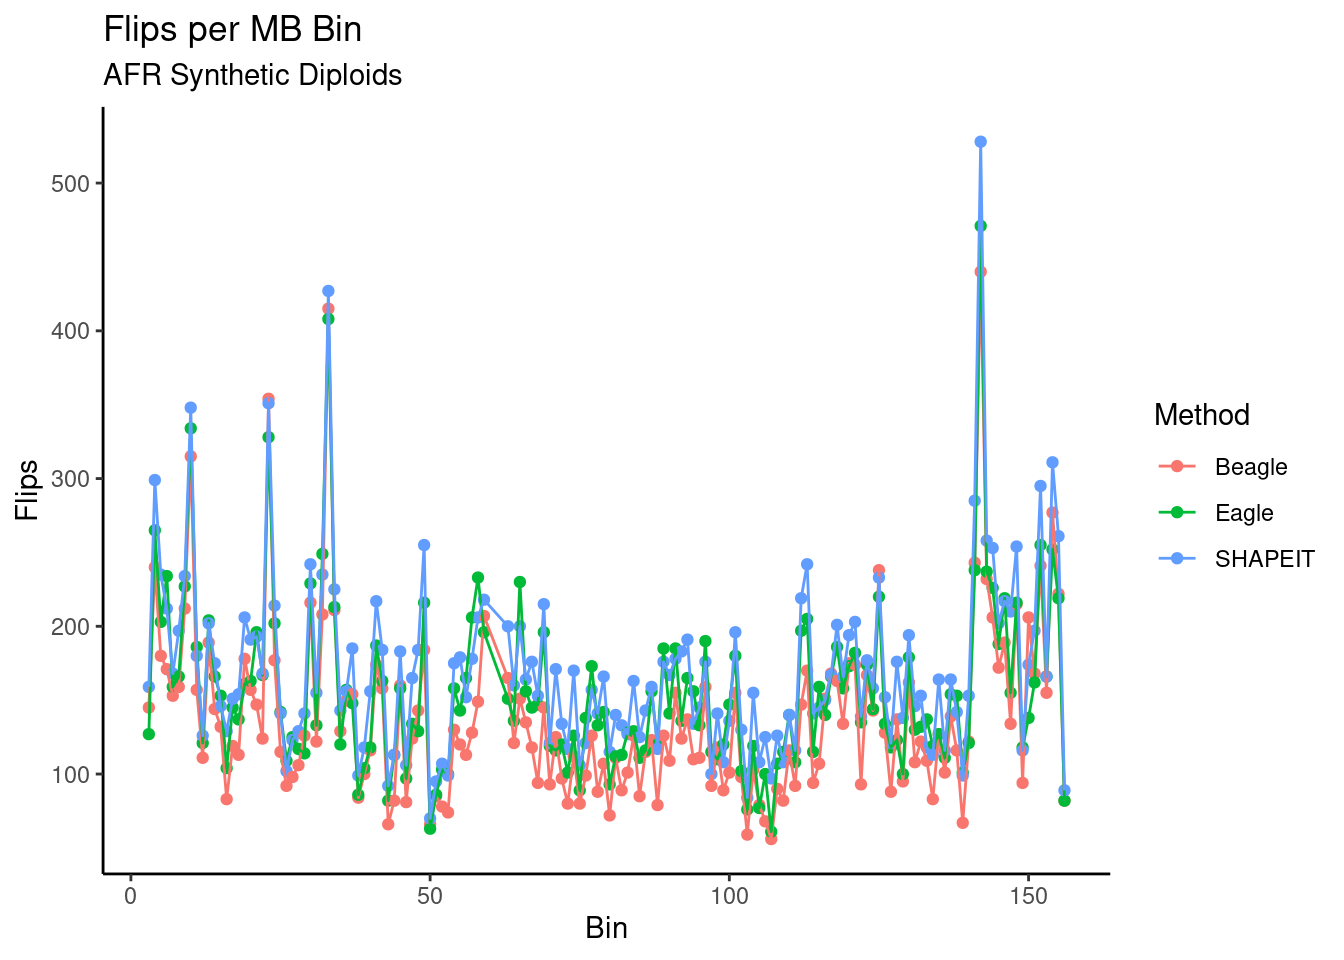 Flips per MB Bin
AFR Synthetic Diploids
500
400
300
200
100
Flips
0
50
100
150
Bin
Method
Beagle
Eagle
SHAPEIT